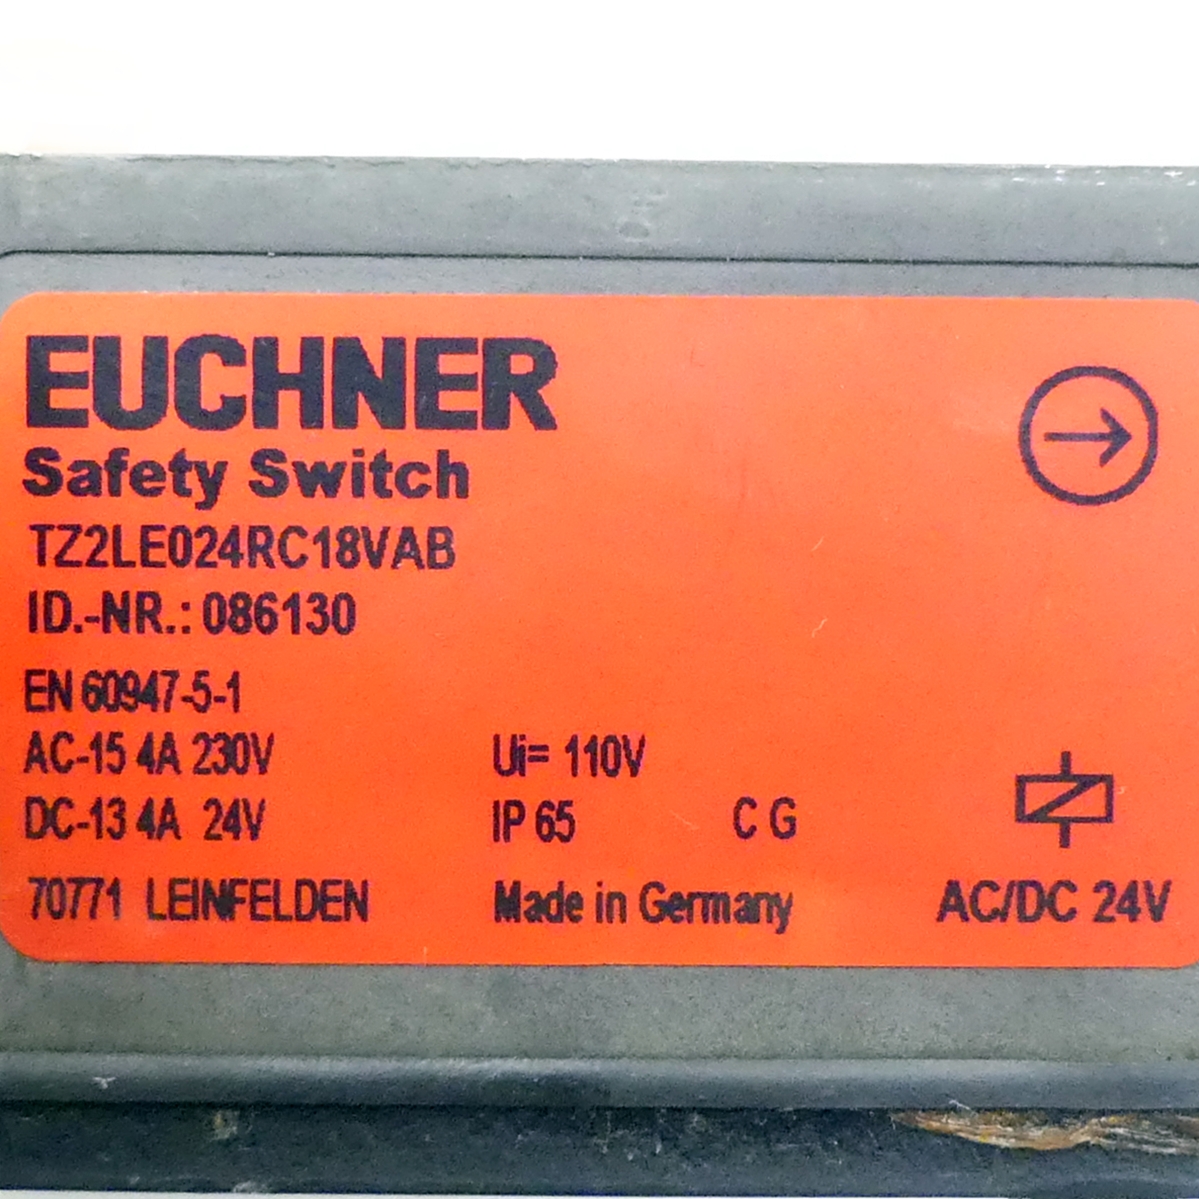 EUCHNER
Safety Switch
TZ2LE024RC18VAB
ID.-NR.: 086130
EN 60947-5-1
AC-15 4A 230V Ui= 110V
DC-13 4A 24V IP 65 C G
70771 LEINFELDEN Made in Germany AC/DC 24V